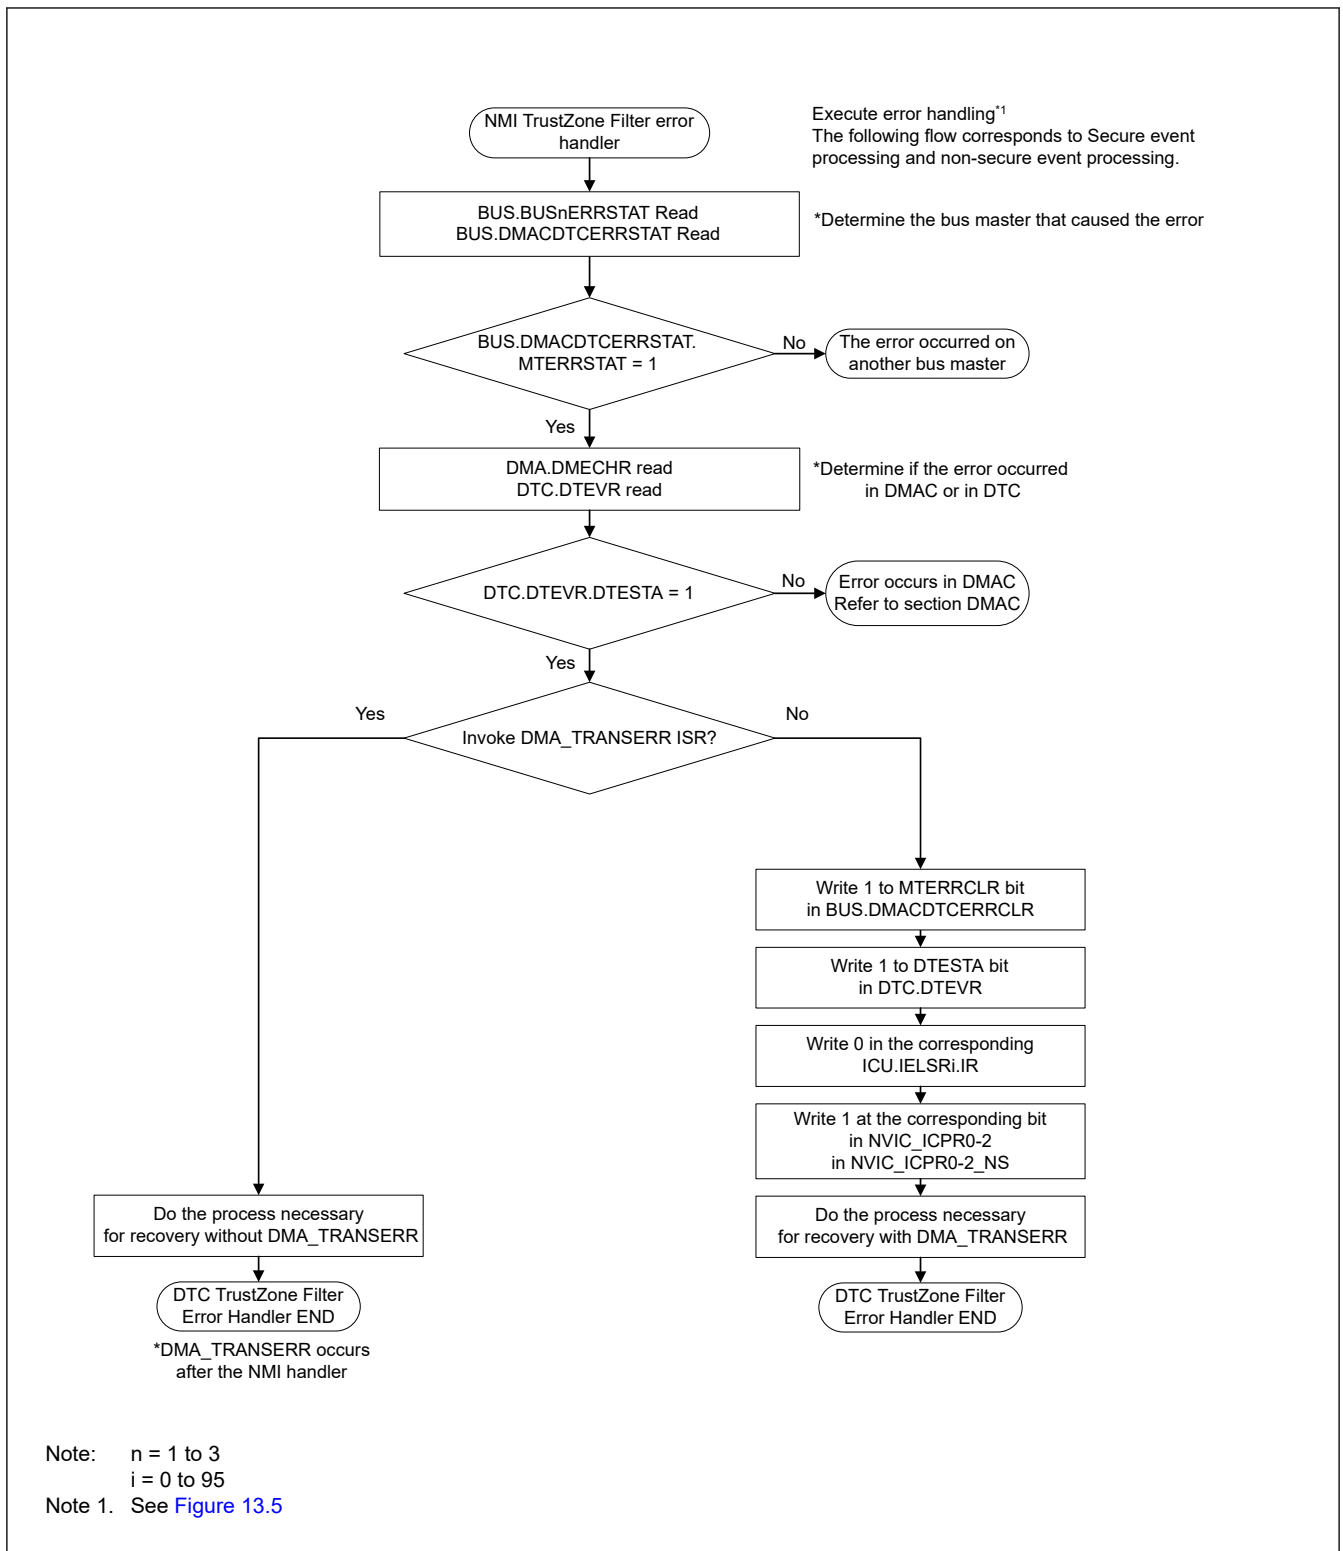 NMI TrustZone Filter error
handler
Execute error handling*1
The following flow corresponds to Secure event
processing and non-secure event processing.
BUS.BUSnERRSTAT Read
BUS.DMACDTCERRSTAT Read
*Determine the bus master that caused the error
BUS.DMACDTCERRSTAT.
MTERRSTAT = 1
No
The error occurred on
another bus master
Yes
DMA.DMECHR read
DTC.DTEVR read
*Determine if the error occurred
in DMAC or in DTC
DTC.DTEVR.DTESTA = 1
No
Error occurs in DMAC
Refer to section DMAC
Yes
Yes
Invoke DMA_TRANSERR ISR?
No
Write 1 to MTERRCLR bit
in BUS.DMACDTCERRCLR
Write 1 to DTESTA bit
in DTC.DTEVR
Write 0 in the corresponding
ICU.IELSRi.IR
Write 1 at the corresponding bit
in NVIC_ICPR0-2
in NVIC_ICPR0-2_NS
Do the process necessary
for recovery without DMA_TRANSERR
Do the process necessary
for recovery with DMA_TRANSERR
DTC TrustZone Filter
Error Handler END
DTC TrustZone Filter
Error Handler END
*DMA_TRANSERR occurs
after the NMI handler
Note: n = 1 to 3
i = 0 to 95
Note 1. See Figure 13.5